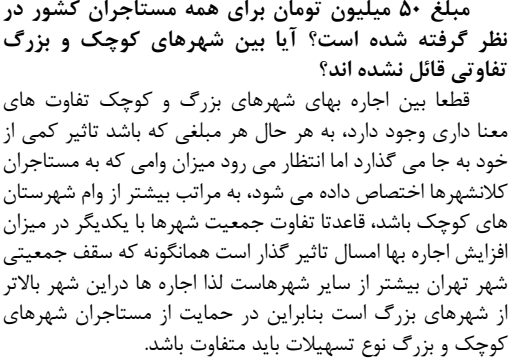 مبلغ ۵۰ میلیون تومان برای همه مستاجران کشور در
نظر گرفته شده است؟ آیا بین شهرهای کوچک و بزرگ
تفاوتی قائل نشده اند؟
قطعا بین اجاره بهای شهرهای بزرگ و کوچک تفاوت های
معنا داری وجود دارد، به هر حال هر مبلغی که باشد تاثیر کمی از
خود به جا می گذارد اما انتظار می رود میزان وامی که به مستاجران
کلانشهرها اختصاص داده می شود، به مراتب بیشتر از وام شهرستان
های کوچک باشد، قاعدتا تفاوت جمعیت شهرها با یکدیگر در میزان
افزایش اجاره بها امسال تاثیر گذار است همانگونه که سقف جمعیتی
شهر تهران بیشتر از سایر شهرهاست لذا اجاره ها دراین شهر بالاتر
از شهرهای بزرگ است بنابراین در حمایت از مستاجران شهرهای
کوچک و بزرگ نوع تسهیلات باید متفاوت باشد.